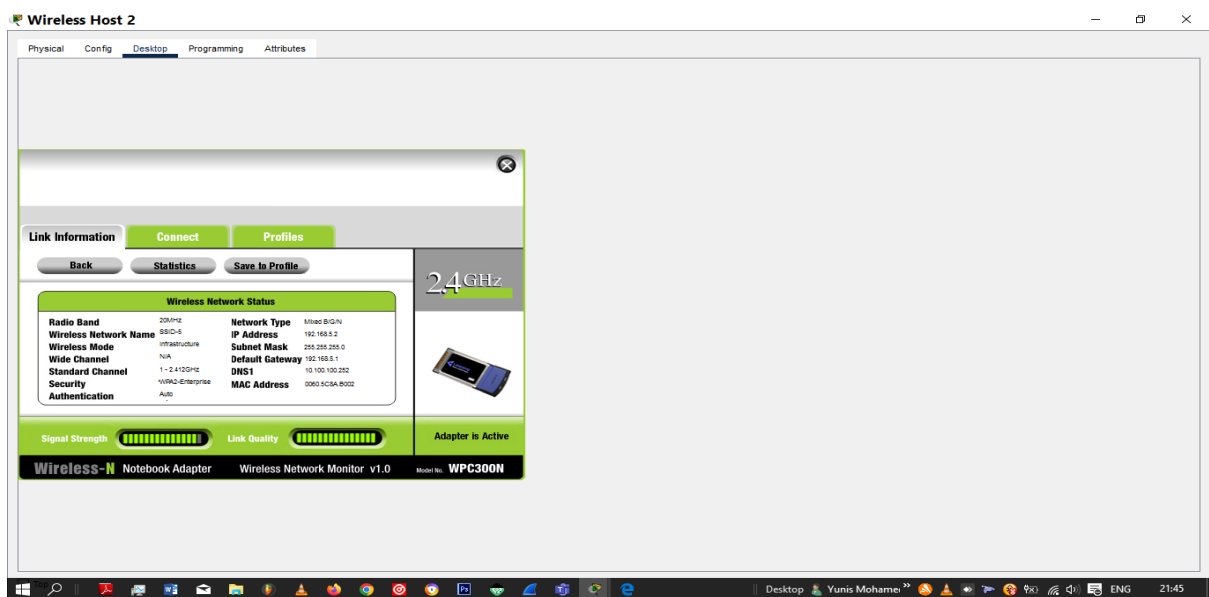 Wireless Host 2
Physical Config Desktop Programming Attributes
Link Information Connect Profiles
Back Statistics Save to Profile
2.4GHz
Wireless Network Status
Radio Band 20MHz Network Type Mixed B/G/N
Wireless Network Name SSID-5 IP Address 192.168.5.2
Wireless Mode Infrastructure Subnet Mask 255.255.255.0
Wide Channel N/A Default Gateway 192.168.5.1
Standard Channel 1 - 2.412GHz DNS1 10.100.100.252
Security WPA2-Enterprise MAC Address 0060.5C8A.B002
Authentication Auto
Signal Strength Link Quality Adapter is Active
Wireless-N Notebook Adapter Wireless Network Monitor v1.0 Model No. WPC300N
Top
Desktop Yunis Mohame ENG 21:45